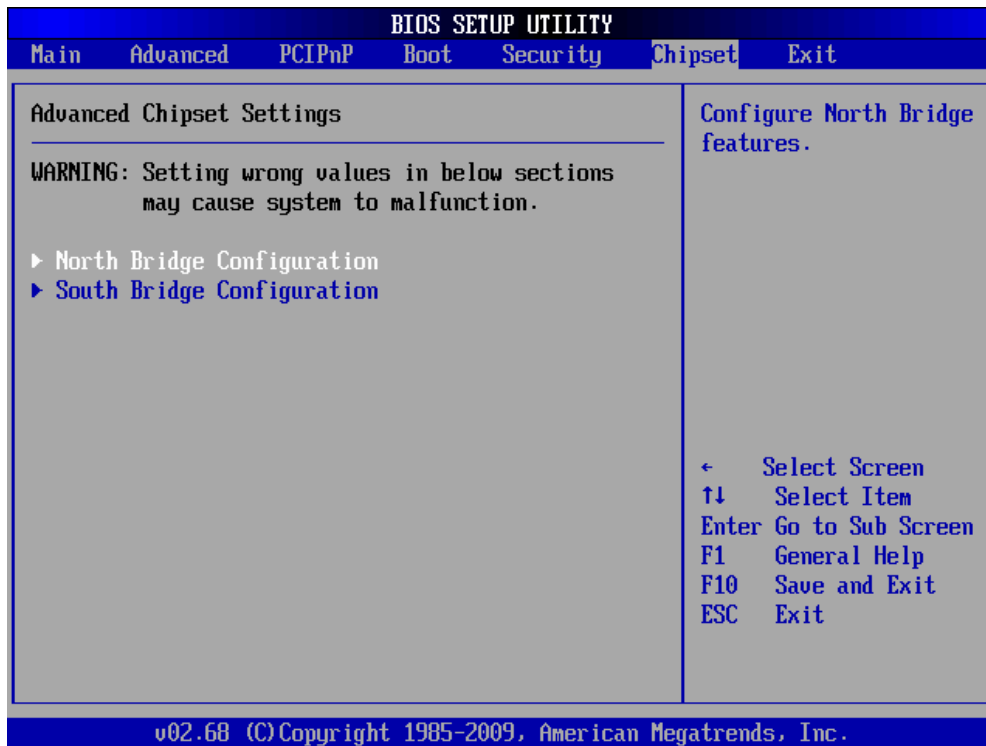 BIOS SETUP UTILITY
Main Advanced PCIPnP Boot Security Chipset Exit
Advanced Chipset Settings
WARNING: Setting wrong values in below sections
may cause system to malfunction.
▶ North Bridge Configuration
▶ South Bridge Configuration
Configure North Bridge
features.
← Select Screen
↑↓ Select Item
Enter Go to Sub Screen
F1 General Help
F10 Save and Exit
ESC Exit
v02.68 (C)Copyright 1985-2009, American Megatrends, Inc.